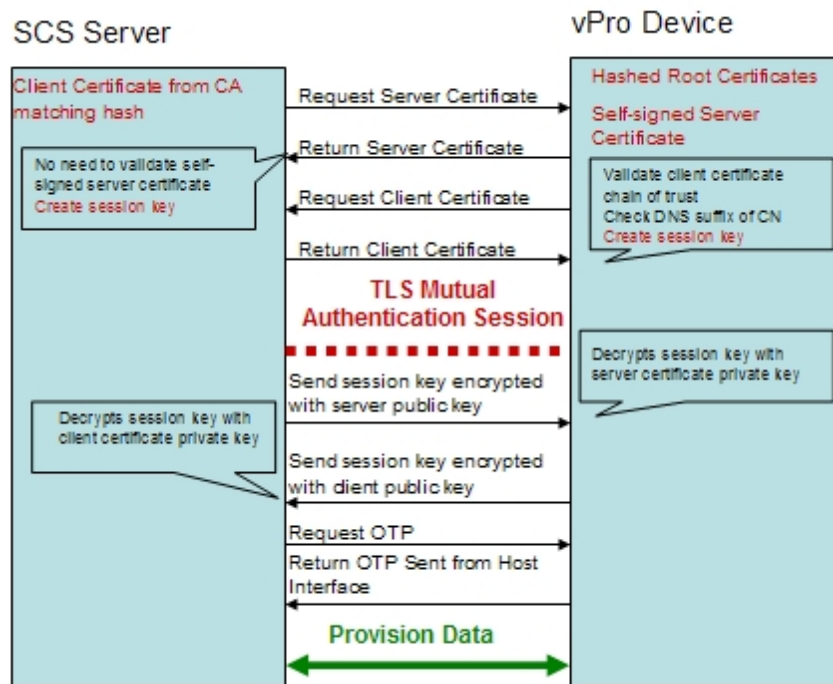 SCS Server
vPro Device
Client Certificate from CA
matching hash
Hashed Root Certificates
Self-signed Server
Certificate
Request Server Certificate
Return Server Certificate
No need to validate self-
signed server certificate
Create session key
Validate client certificate
chain of trust
Check DNS suffix of CN
Create session key
Request Client Certificate
Return Client Certificate
TLS Mutual
Authentication Session
Decrypts session key with
server certificate private key
Send session key encrypted
with server public key
Decrypts session key with
client certificate private key
Send session key encrypted
with client public key
Request OTP
Return OTP Sent from Host
Interface
Provision Data